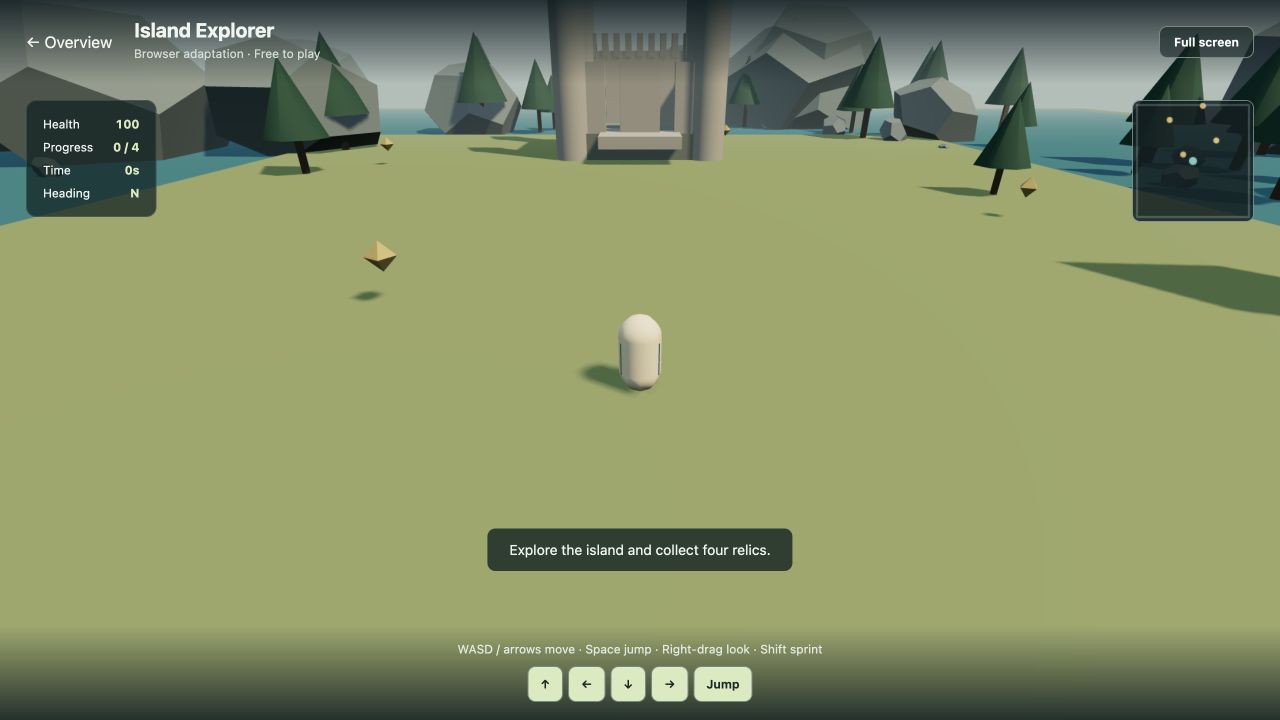 ← Overview
Island Explorer
Browser adaptation · Free to play
Full screen
Health 100
Progress 0 / 4
Time 0s
Heading N
Explore the island and collect four relics.
WASD / arrows move · Space jump · Right-drag look · Shift sprint
↑ ← ↓ → Jump